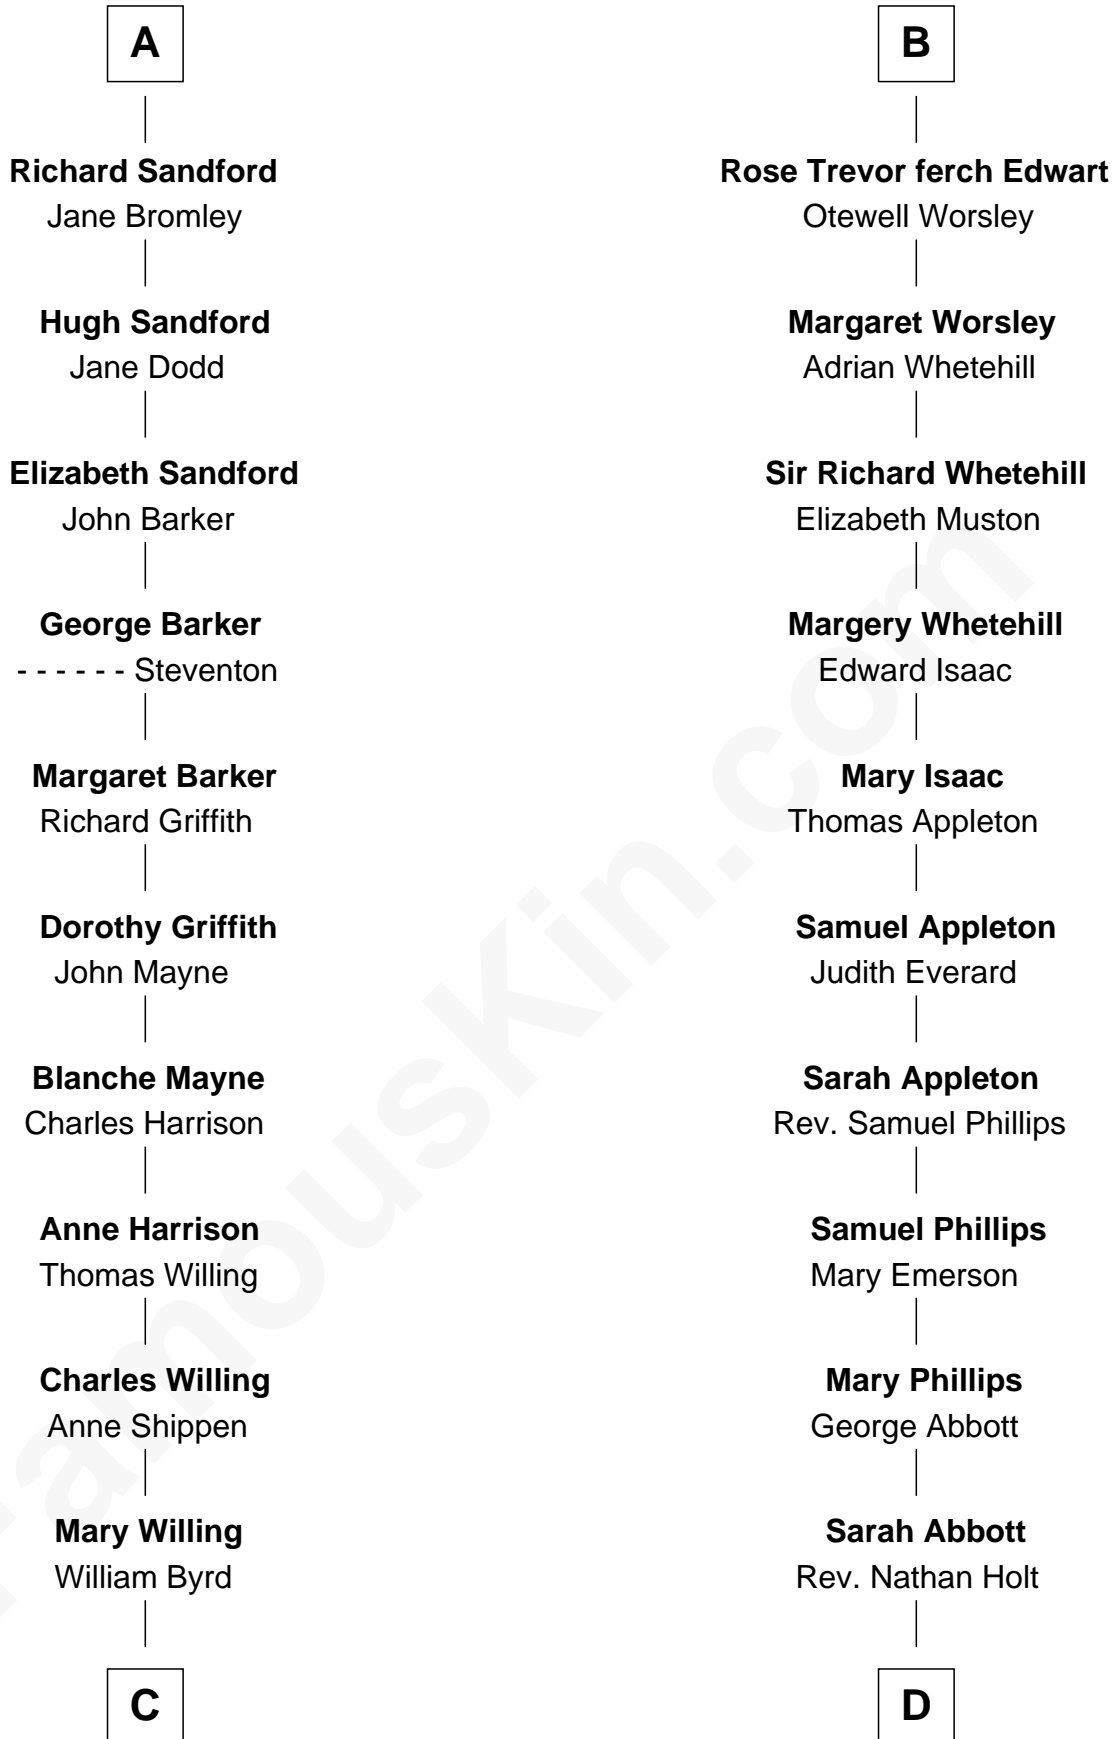 A
Richard Sandford
Jane Bromley
Hugh Sandford
Jane Dodd
Elizabeth Sandford
John Barker
George Barker
- - - - - - Steventon
Margaret Barker
Richard Griffith
Dorothy Griffith
John Mayne
Blanche Mayne
Charles Harrison
Anne Harrison
Thomas Willing
Charles Willing
Anne Shippen
Mary Willing
William Byrd
C
B
Rose Trevor ferch Edwart
Otewell Worsley
Margaret Worsley
Adrian Whetehill
Sir Richard Whetehill
Elizabeth Muston
Margery Whetehill
Edward Isaac
Mary Isaac
Thomas Appleton
Samuel Appleton
Judith Everard
Sarah Appleton
Rev. Samuel Phillips
Samuel Phillips
Mary Emerson
Mary Phillips
George Abbott
Sarah Abbott
Rev. Nathan Holt
D
FamousKin.com